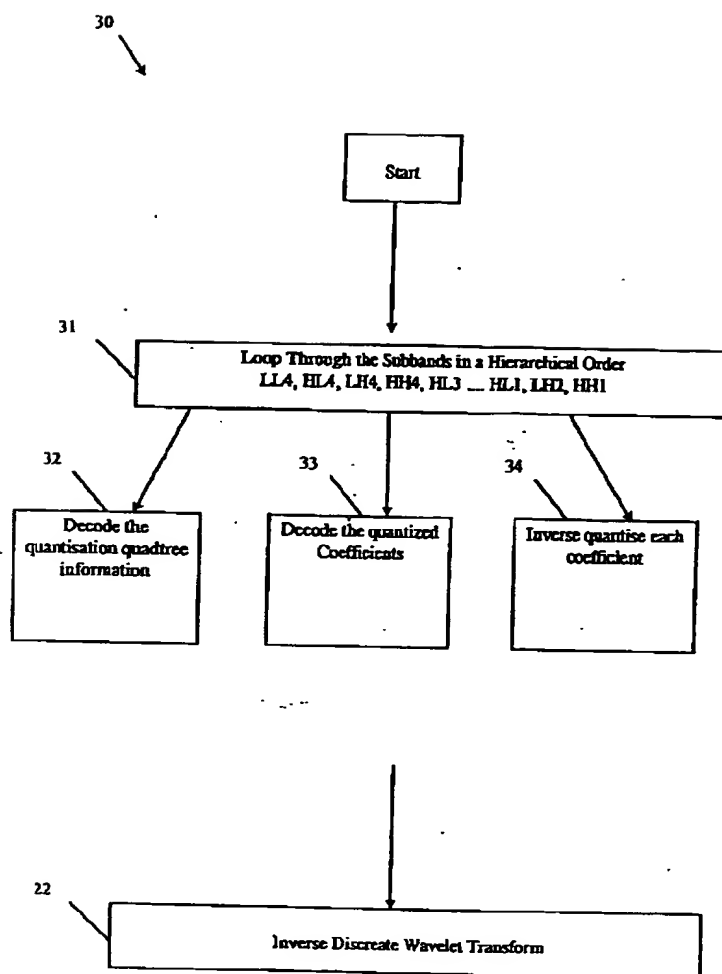 30
Start
31
Loop Through the Subbands in a Hierarchical Order
LL4, HL4, LH4, HH4, HL3 .... HL1, LH2, HH1
32
33
34
Decode the
quantisation quadtree
information
Decode the quantized
Coefficients
Inverse quantise each
coefficient
22
Inverse Discreate Wavelet Transform